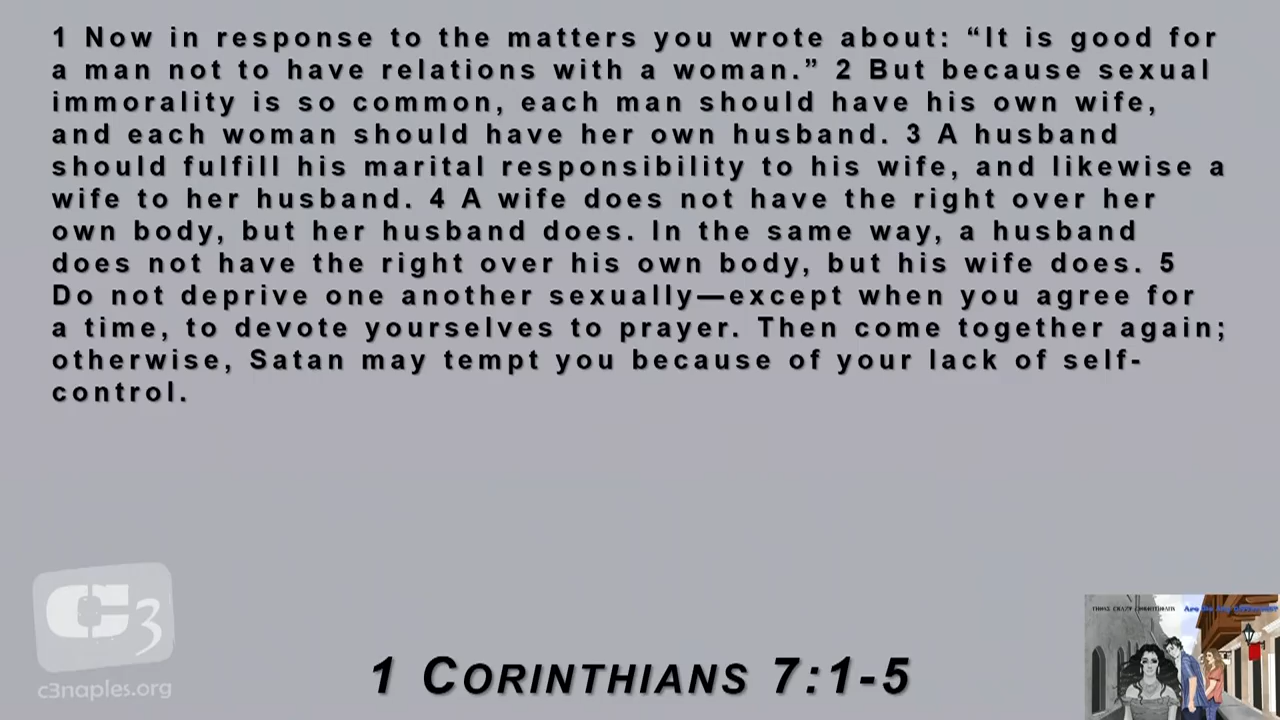 1 Now in response to the matters you wrote about: “It is good for
a man not to have relations with a woman.” 2 But because sexual
immorality is so common, each man should have his own wife,
and each woman should have her own husband. 3 A husband
should fulfill his marital responsibility to his wife, and likewise a
wife to her husband. 4 A wife does not have the right over her
own body, but her husband does. In the same way, a husband
does not have the right over his own body, but his wife does. 5
Do not deprive one another sexually—except when you agree for
a time, to devote yourselves to prayer. Then come together again;
otherwise, Satan may tempt you because of your lack of self-
control.
C3
c3naples.org
THOSE CRAZY CORINTHIANS
1 CORINTHIANS 7:1-5